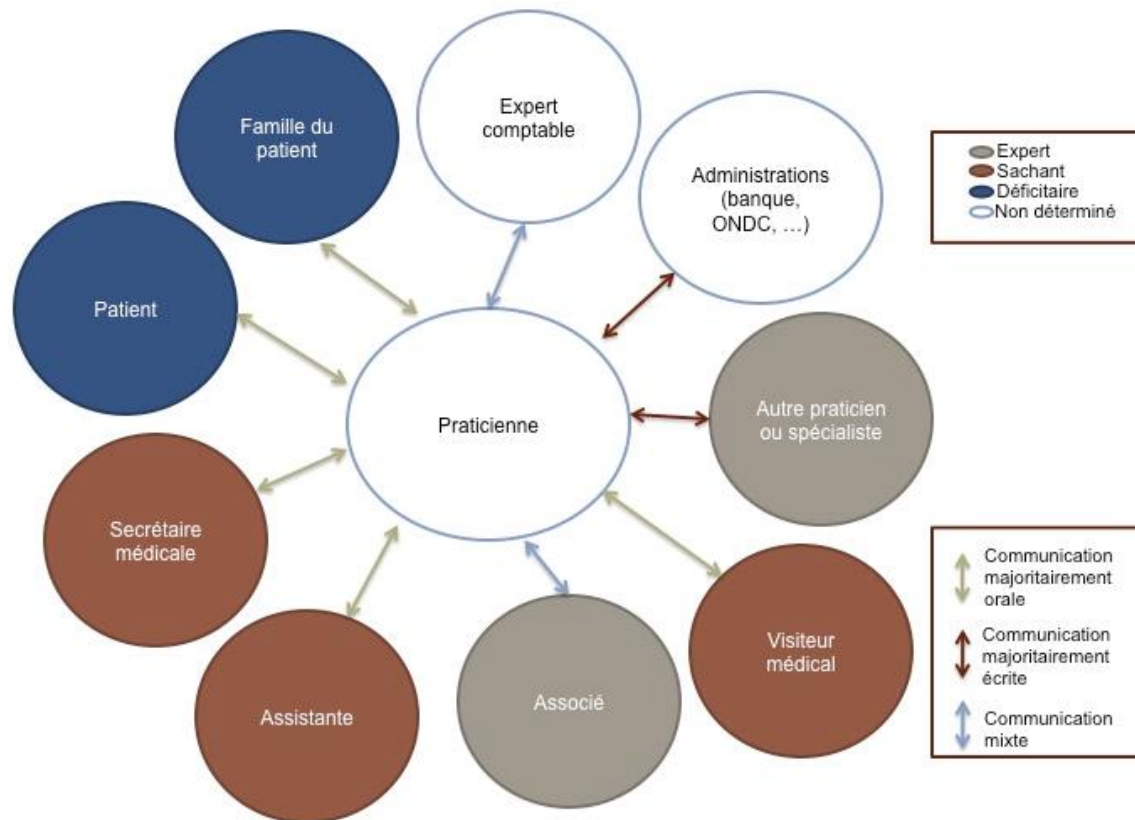 Expert
comptable
Famille du
patient
Administrations
(banque,
ONDC, …)
Expert
Sachant
Déficitaire
Non déterminé
Patient
Praticienne
Autre praticien
ou spécialiste
Secrétaire
médicale
Visiteur
médical
Assistante
Associé
Communication
majoritairement
orale
Communication
majoritairement
écrite
Communication
mixte